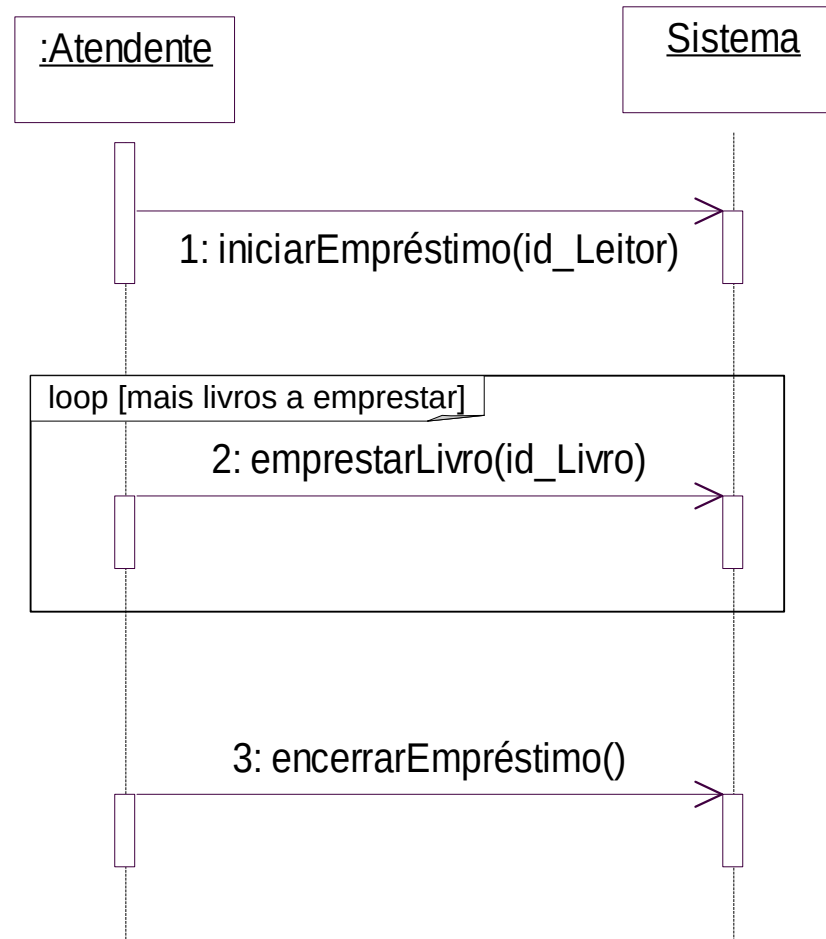 :Atendente
Sistema
1: iniciarEmpréstimo(id_Leitor)
loop [mais livros a emprestar]
2: emprestarLivro(id_Livro)
3: encerrarEmpréstimo()